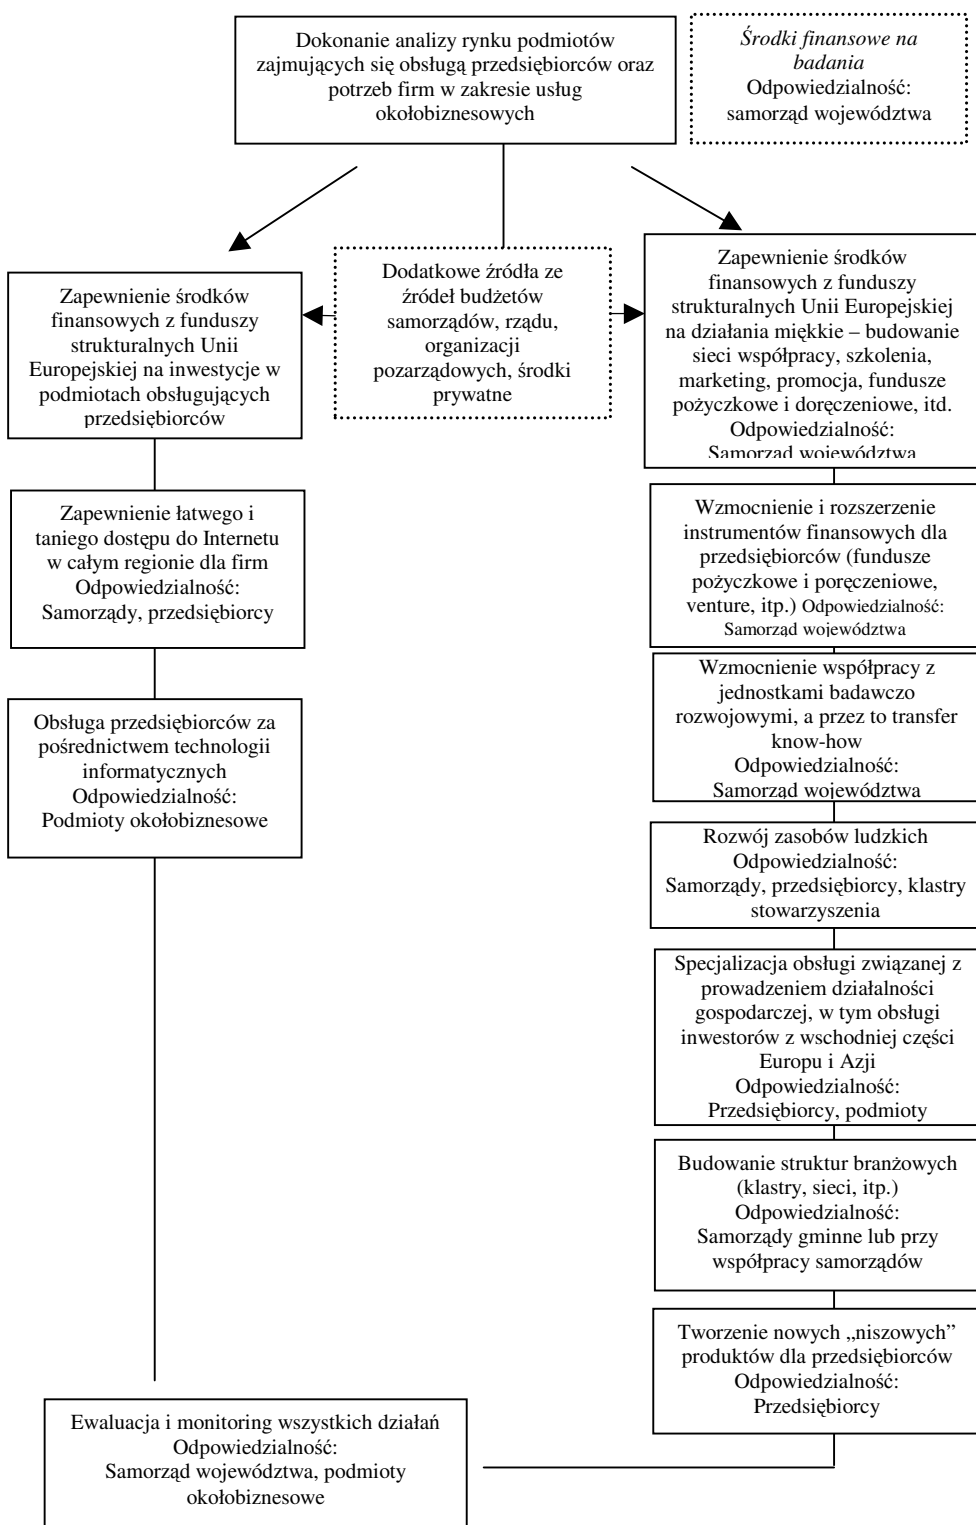 Dokonanie analizy rynku podmiotów
zajmujących się obsługą przedsiębiorców oraz
potrzeb firm w zakresie usług
okołobiznesowych
Środki finansowe na
badania
Odpowiedzialność:
samorząd województwa
Zapewnienie środków
finansowych z funduszy
strukturalnych Unii
Europejskiej na inwestycje w
podmiotach obsługujących
przedsiębiorców
Dodatkowe źródła ze
źródeł budżetów
samorządów, rządu,
organizacji
pozarządowych, środki
prywatne
Zapewnienie środków
finansowych z funduszy
strukturalnych Unii Europejskiej
na działania miękkie – budowanie
sieci współpracy, szkolenia,
marketing, promocja, fundusze
pożyczkowe i doręczeniowe, itd.
Odpowiedzialność:
Samorząd województwa
Zapewnienie łatwego i
taniego dostępu do Internetu
w całym regionie dla firm
Odpowiedzialność:
Samorządy, przedsiębiorcy
Wzmocnienie i rozszerzenie
instrumentów finansowych dla
przedsiębiorców (fundusze
pożyczkowe i poręczeniowe,
venture, itp.) Odpowiedzialność:
Samorząd województwa
Wzmocnienie współpracy z
jednostkami badawczo
rozwojowymi, a przez to transfer
know-how
Odpowiedzialność:
Samorząd województwa
Obsługa przedsiębiorców za
pośrednictwem technologii
informatycznych
Odpowiedzialność:
Podmioty okołobiznesowe
Rozwój zasobów ludzkich
Odpowiedzialność:
Samorządy, przedsiębiorcy, klastry
stowarzyszenia
Specjalizacja obsługi związanej z
prowadzeniem działalności
gospodarczej, w tym obsługi
inwestorów z wschodniej części
Europu i Azji
Odpowiedzialność:
Przedsiębiorcy, podmioty
Budowanie struktur branżowych
(klastry, sieci, itp.)
Odpowiedzialność:
Samorządy gminne lub przy
współpracy samorządów
Tworzenie nowych „niszowych”
produktów dla przedsiębiorców
Odpowiedzialność:
Przedsiębiorcy
Ewaluacja i monitoring wszystkich działań
Odpowiedzialność:
Samorząd województwa, podmioty
okołobiznesowe